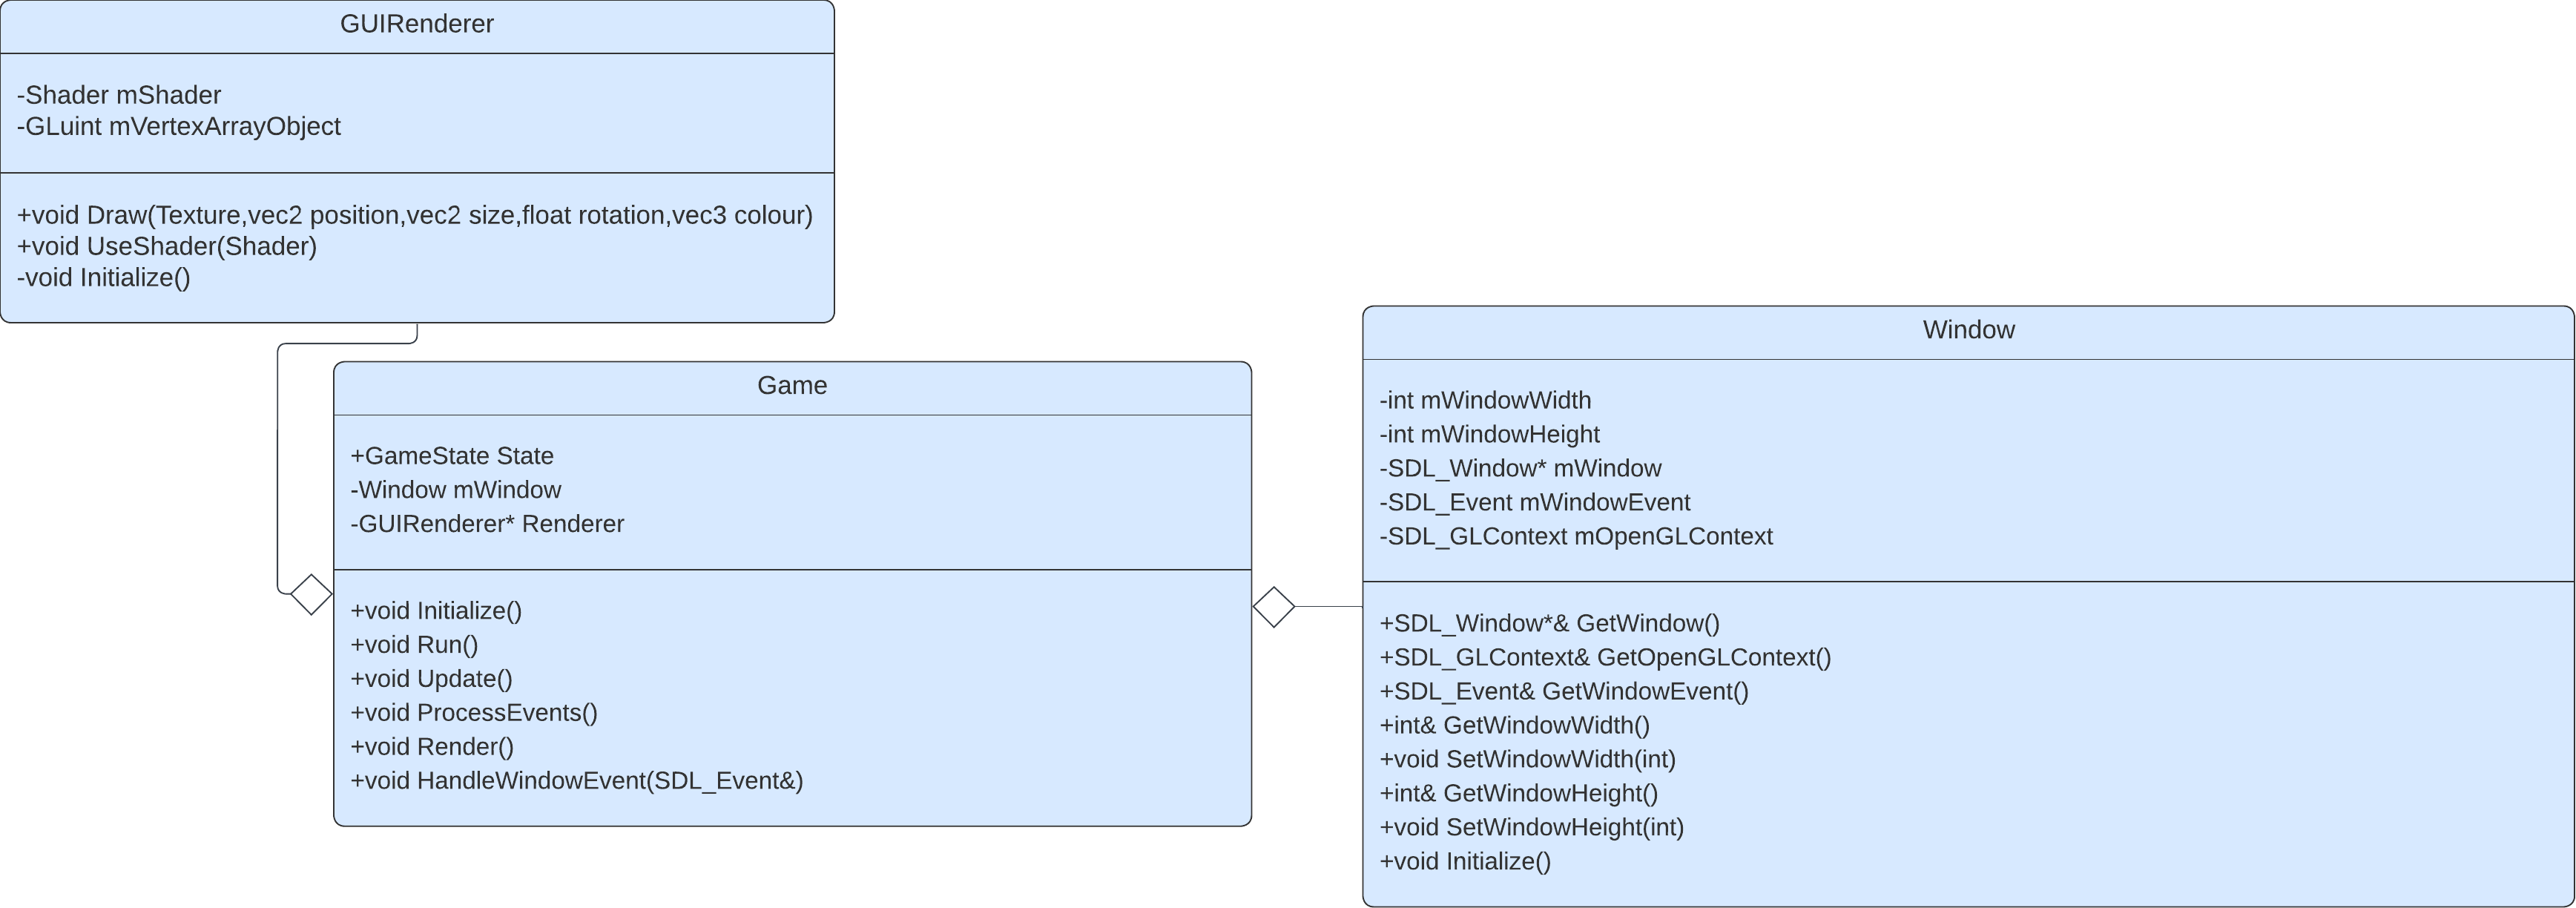 GUIRenderer
-Shader mShader
-GLuint mVertexArrayObject
+void Draw(Texture,vec2 position,vec2 size,float rotation,vec3 colour)
+void UseShader(Shader)
-void Initialize()
Game
+GameState State
-Window mWindow
-GUIRenderer* Renderer
+void Initialize()
+void Run()
+void Update()
+void ProcessEvents()
+void Render()
+void HandleWindowEvent(SDL_Event&)
Window
-int mWindowWidth
-int mWindowHeight
-SDL_Window* mWindow
-SDL_Event mWindowEvent
-SDL_GLContext mOpenGLContext
+SDL_Window*& GetWindow()
+SDL_GLContext& GetOpenGLContext()
+SDL_Event& GetWindowEvent()
+int& GetWindowWidth()
+void SetWindowWidth(int)
+int& GetWindowHeight()
+void SetWindowHeight(int)
+void Initialize()